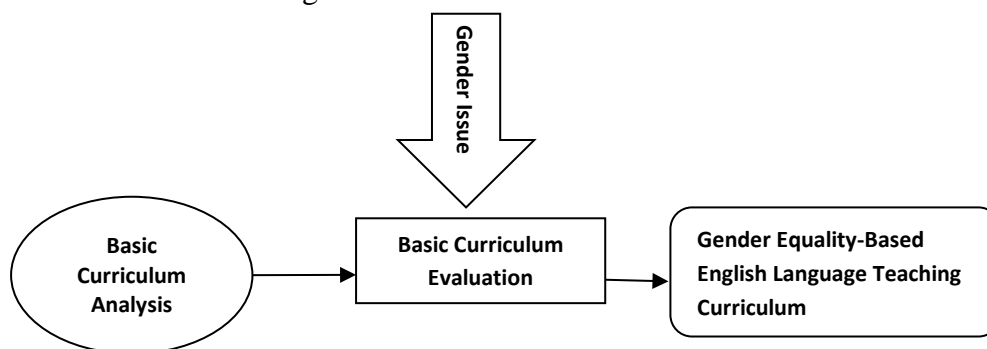 Gender Issue
Basic
Curriculum
Analysis
Basic Curriculum
Evaluation
Gender Equality-Based
English Language Teaching
Curriculum